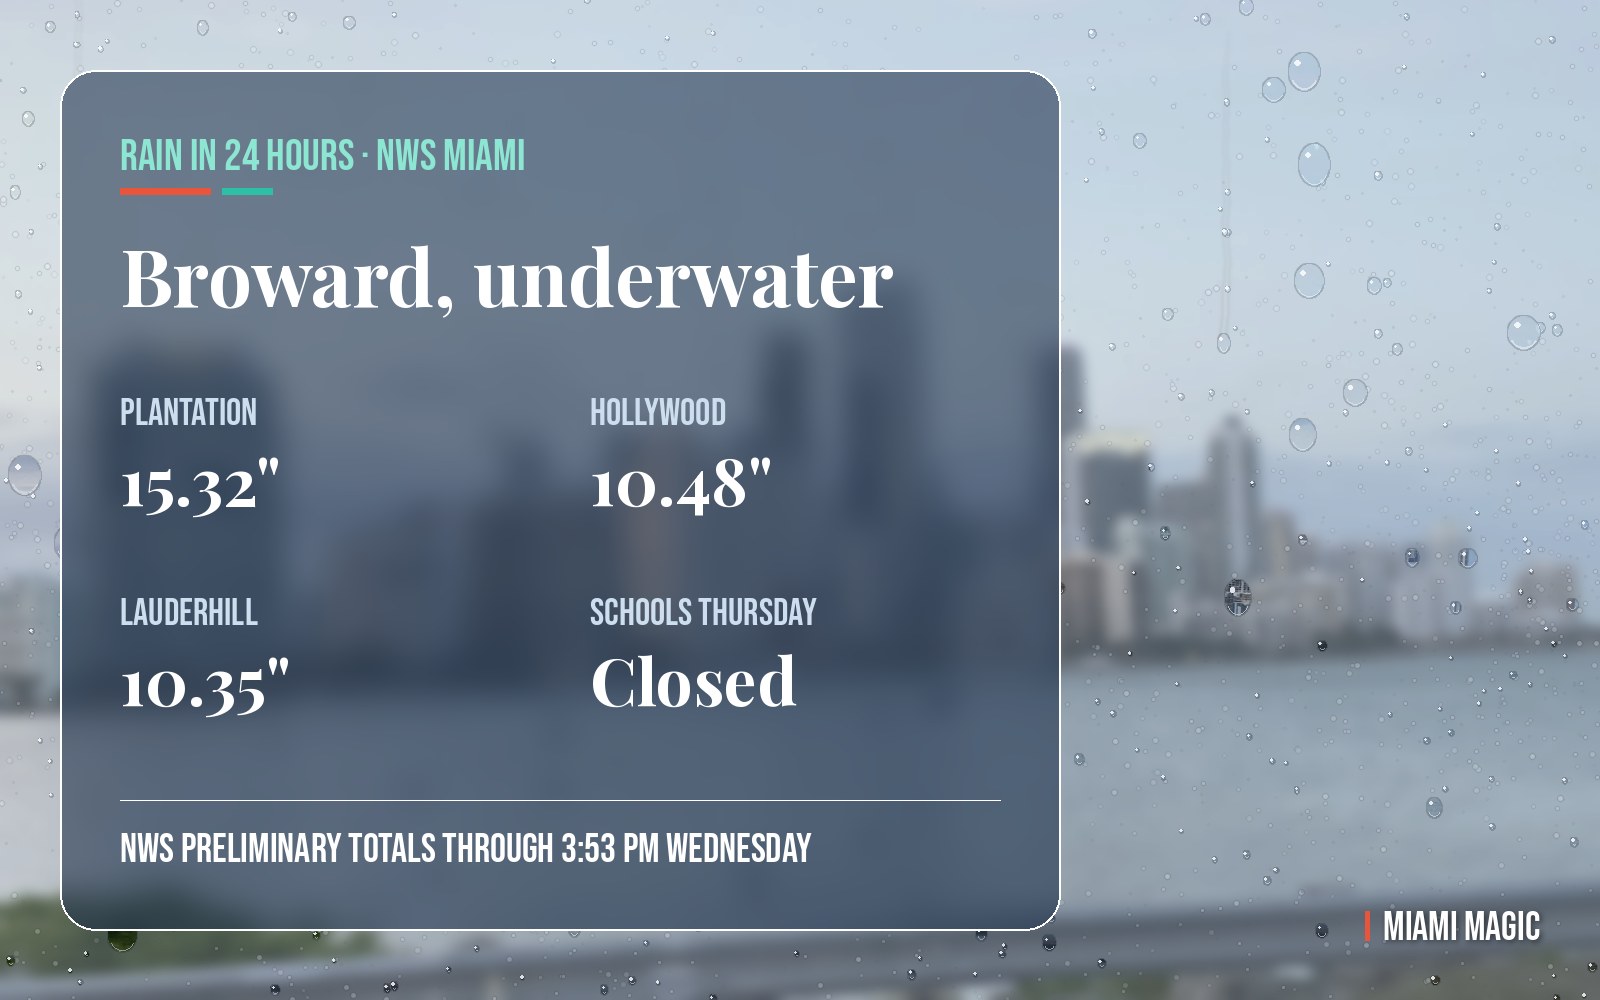 RAIN IN 24 HOURS · NWS MIAMI
Broward, underwater
PLANTATION
15.32"
HOLLYWOOD
10.48"
LAUDERHILL
10.35"
SCHOOLS THURSDAY
Closed
NWS PRELIMINARY TOTALS THROUGH 3:53 PM WEDNESDAY
MIAMI MAGIC